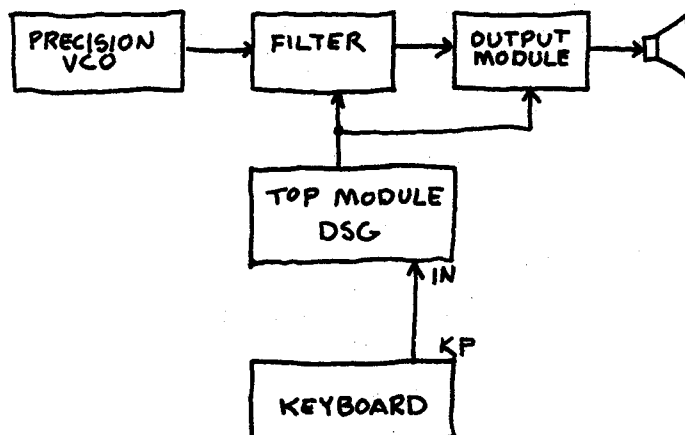 PRECISION
VCO
FILTER
OUTPUT
MODULE
TOP MODULE
DSG
IN
KP
KEYBOARD